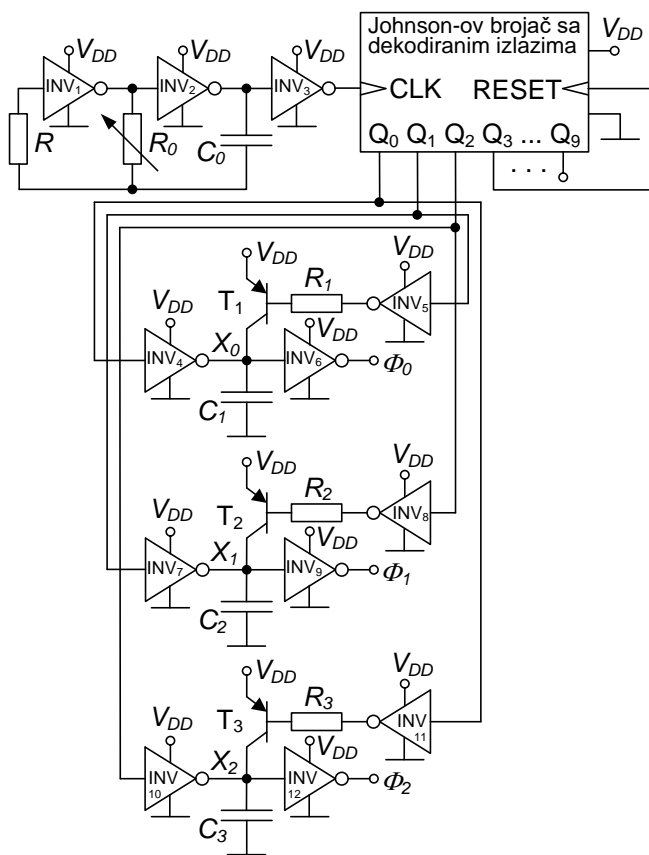 Johnson-ov brojač sa
dekodiranim izlazima
V_DD
V_DD
V_DD
V_DD
INV₁
INV₂
INV₃
CLK
RESET
R
R₀
C₀
Q₀ Q₁ Q₂ Q₃ ... Q₉
. . .
V_DD
V_DD
R₁
T₁
INV₅
V_DD
V_DD
INV₄
X₀
INV₆
Φ₀
C₁
V_DD
V_DD
R₂
T₂
INV₈
V_DD
V_DD
INV₇
X₁
INV₉
Φ₁
C₂
V_DD
V_DD
R₃
T₃
INV
11
V_DD
V_DD
INV
10
X₂
INV
12
Φ₂
C₃